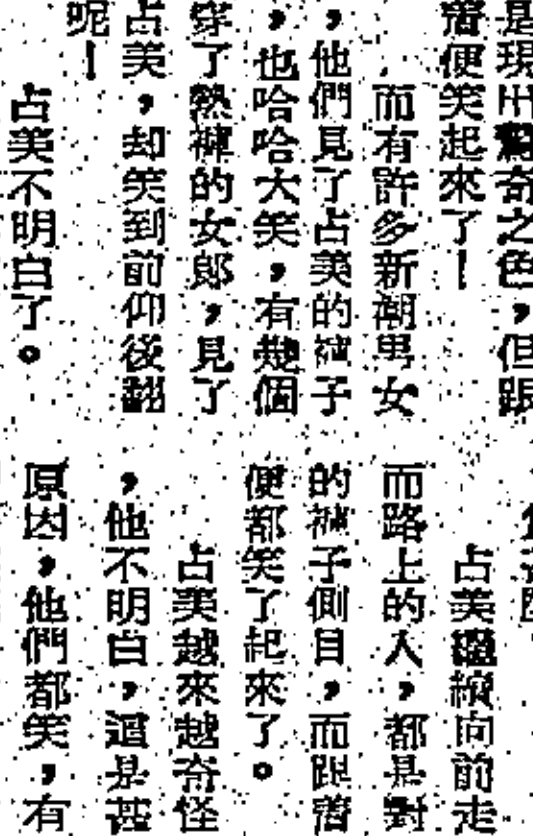 是現出驚奇之色，但跟
着便笑起來了！
而有許多新潮男女
，他們見了占美的褲子
，也哈哈大笑，有幾個
穿了熱褲的女郎，見了
占美，却笑到前仰後翻
呢！
占美不明白了。
占美繼續向前走
而路上的人，都是對
的褲子側目，而跟着
便都笑了起來了。
占美越來越奇怪
，他不明白，這是甚
原因，他們都笑，有